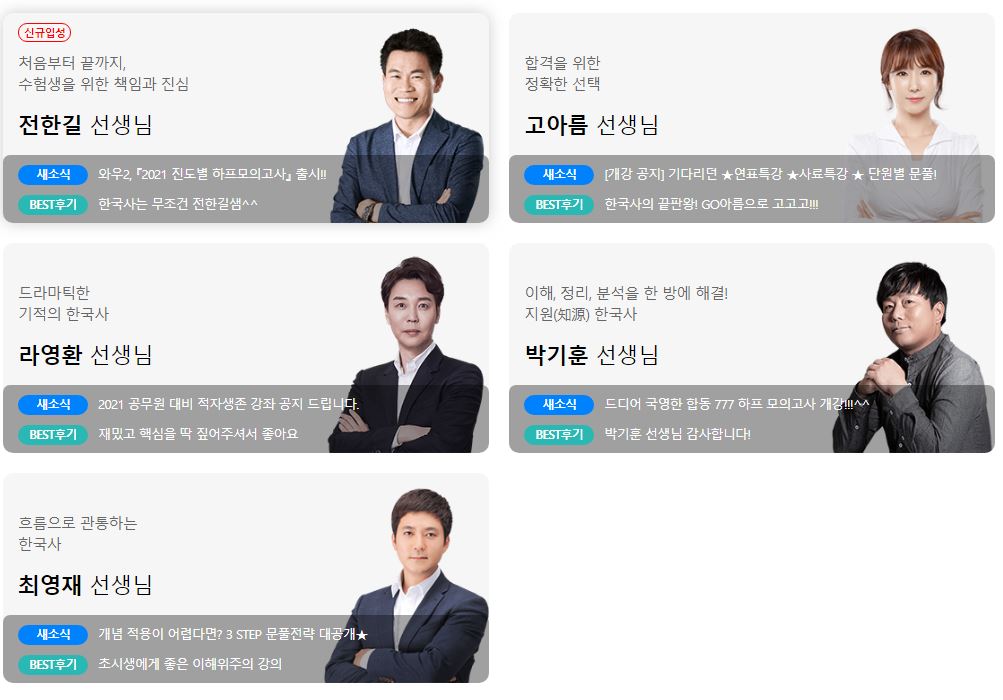 신규입성
처음부터 끝까지,
수험생을 위한 책임과 진심
전한길 선생님
새소식 와우2, 『2021 진도별 하프모의고사』 출시!!
BEST후기 한국사는 무조건 전한길샘^^
합격을 위한
정확한 선택
고아름 선생님
새소식 [개강 공지] 기다리던 ★연표특강 ★사료특강 ★ 단원별 문풀!
BEST후기 한국사의 끝판왕! GO아름으로 고고고!!!
드라마틱한
기적의 한국사
라영환 선생님
새소식 2021 공무원 대비 적자생존 강좌 공지 드립니다.
BEST후기 재밌고 핵심을 딱 짚어주셔서 좋아요
이해, 정리, 분석을 한 방에 해결!
지원(知源) 한국사
박기훈 선생님
새소식 드디어 국영한 합동 777 하프 모의고사 개강!!!^^
BEST후기 박기훈 선생님 감사합니다!
흐름으로 관통하는
한국사
최영재 선생님
새소식 개념 적용이 어렵다면? 3 STEP 문풀전략 대공개★
BEST후기 초시생에게 좋은 이해위주의 강의